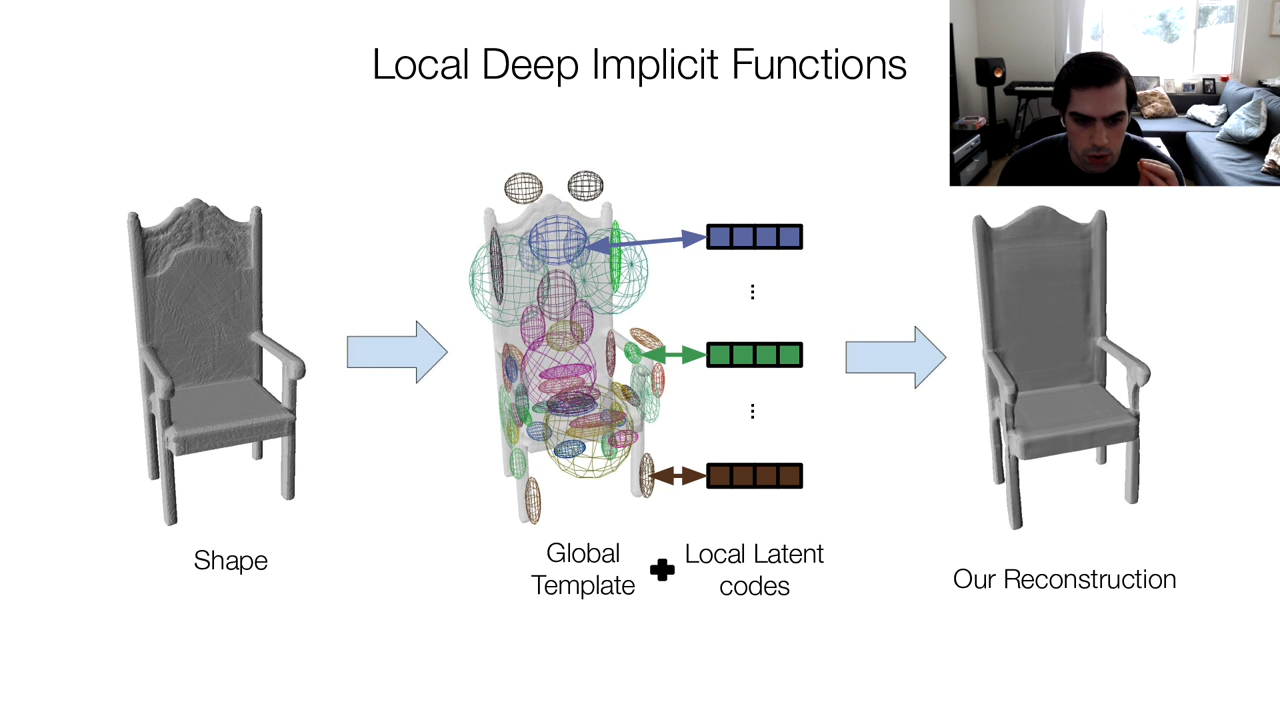 Local Deep Implicit Functions
Shape
Global
Template
Local Latent
codes
Our Reconstruction